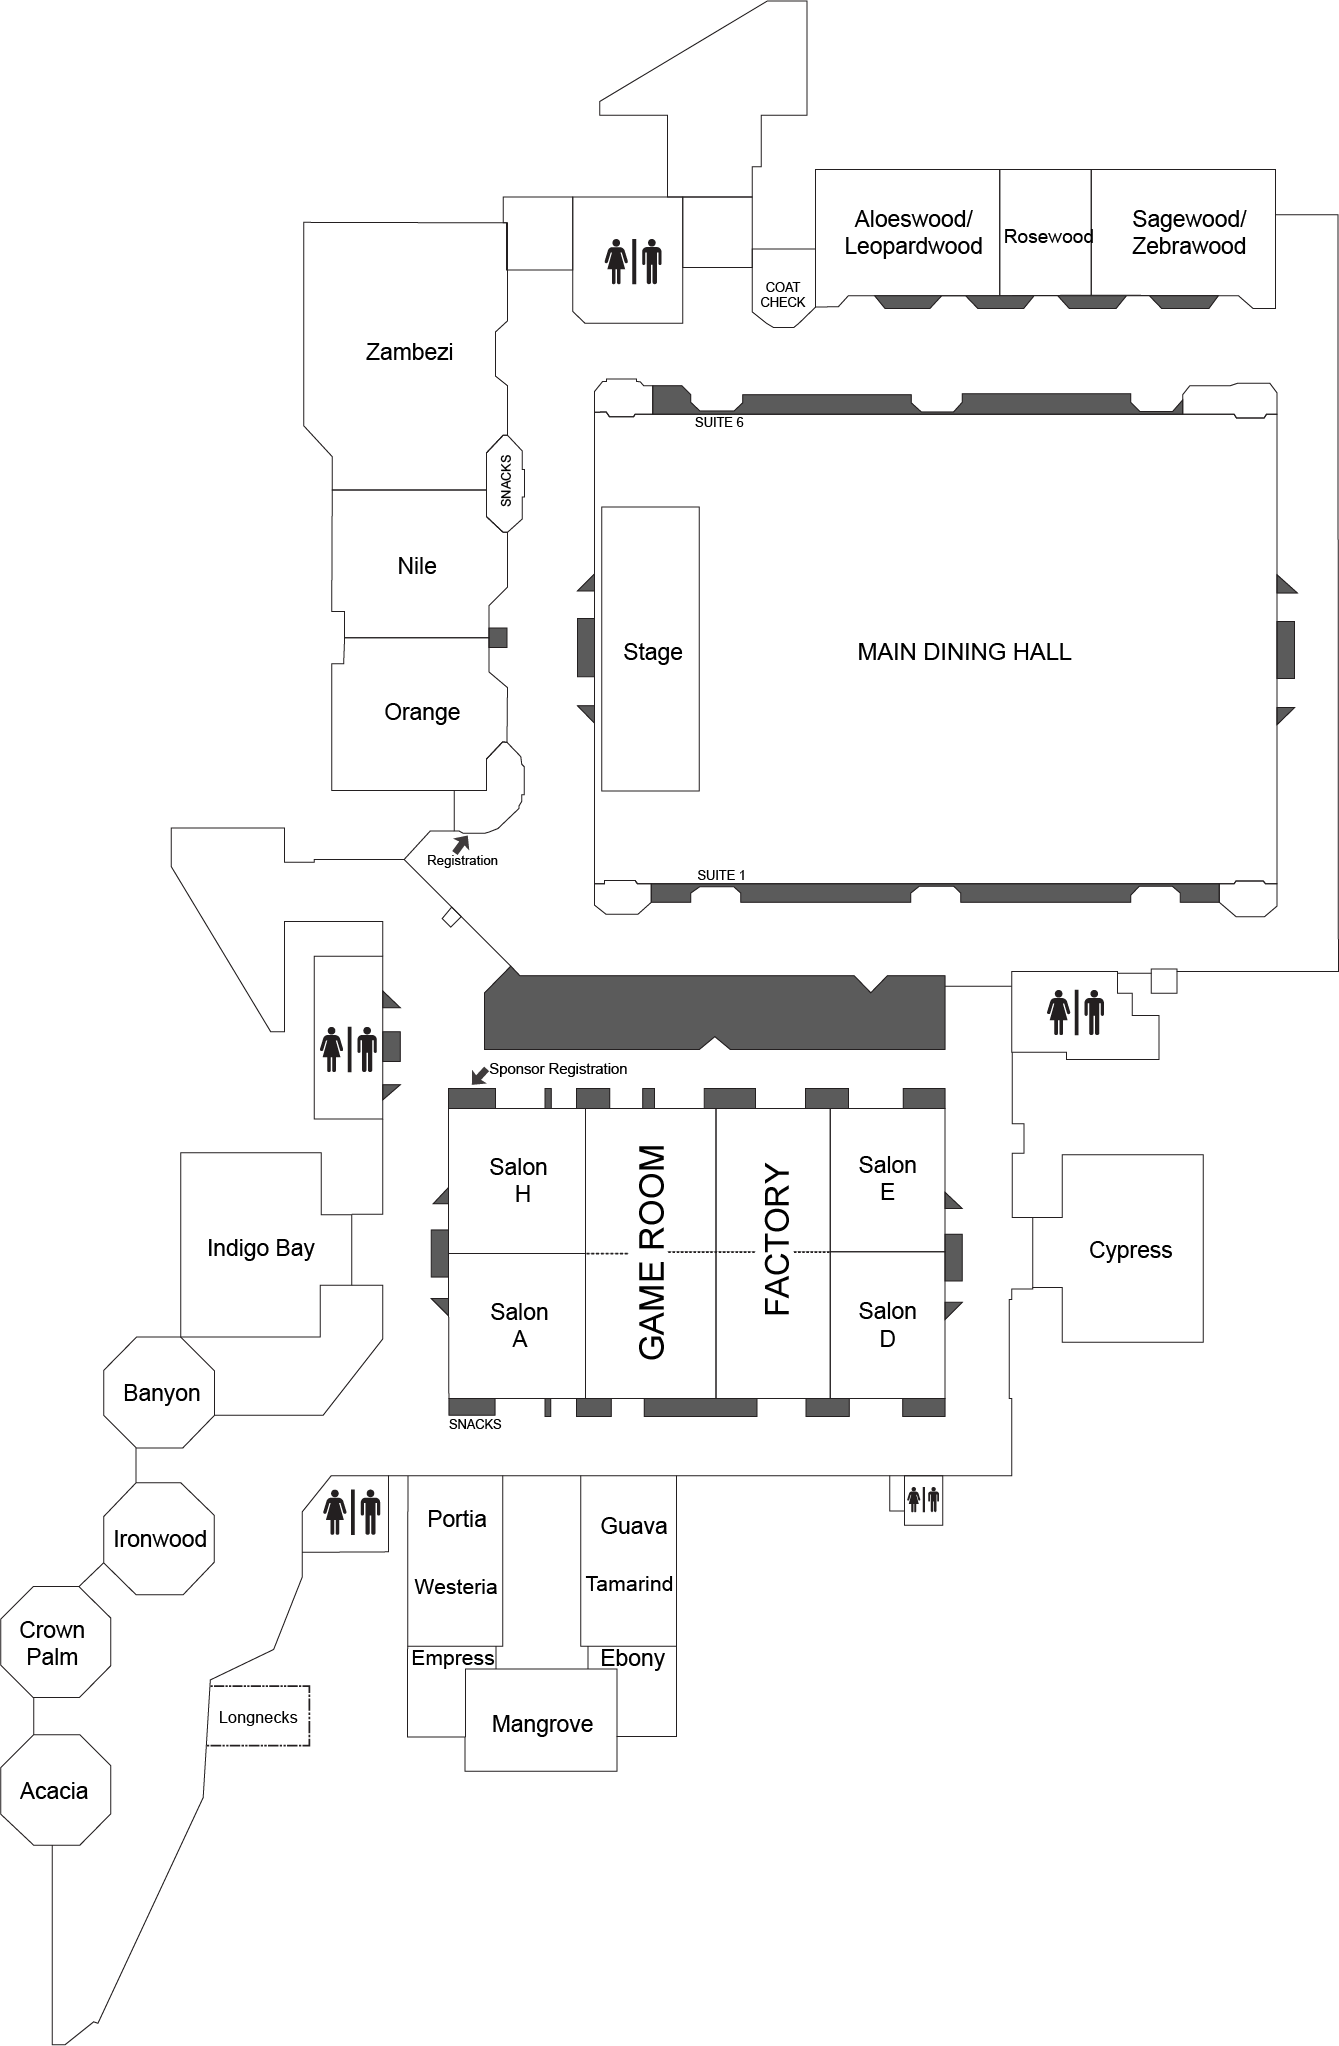 Aloeswood/
Leopardwood
Rosewood
Sagewood/
Zebrawood
COAT
CHECK
Zambezi
SUITE 6
SNACKS
Nile
Stage
MAIN DINING HALL
Orange
Registration
SUITE 1
Sponsor Registration
Salon
H
GAME ROOM
FACTORY
Salon
E
Indigo Bay
Cypress
Salon
A
Salon
D
Banyon
SNACKS
Portia
Guava
Ironwood
Westeria
Tamarind
Crown
Palm
Empress
Ebony
Longnecks
Mangrove
Acacia